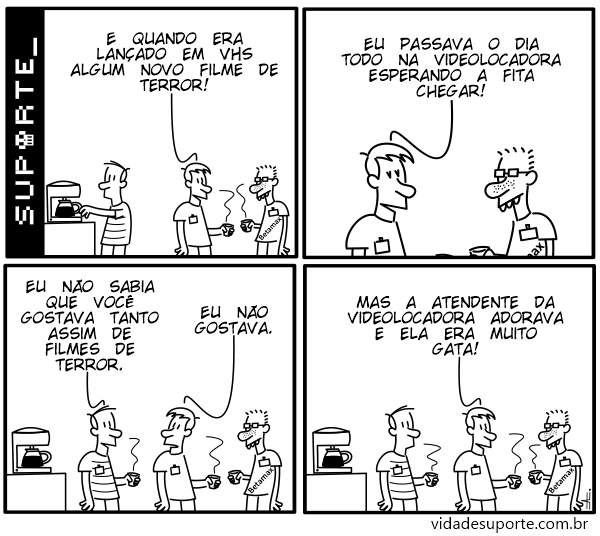 SUPORTE_
E QUANDO ERA
LANÇADO EM VHS
ALGUM NOVO FILME DE
TERROR!
Betamax
EU PASSAVA O DIA
TODO NA VIDEOLOCADORA
ESPERANDO A FITA
CHEGAR!
max
EU NÃO SABIA
QUE VOCÊ
GOSTAVA TANTO
ASSIM DE
FILMES DE
TERROR.
EU NÃO
GOSTAVA.
Betamax
MAS A ATENDENTE DA
VIDEOLOCADORA ADORAVA
E ELA ERA MUITO
GATA!
Betamax
vidadesuporte.com.br